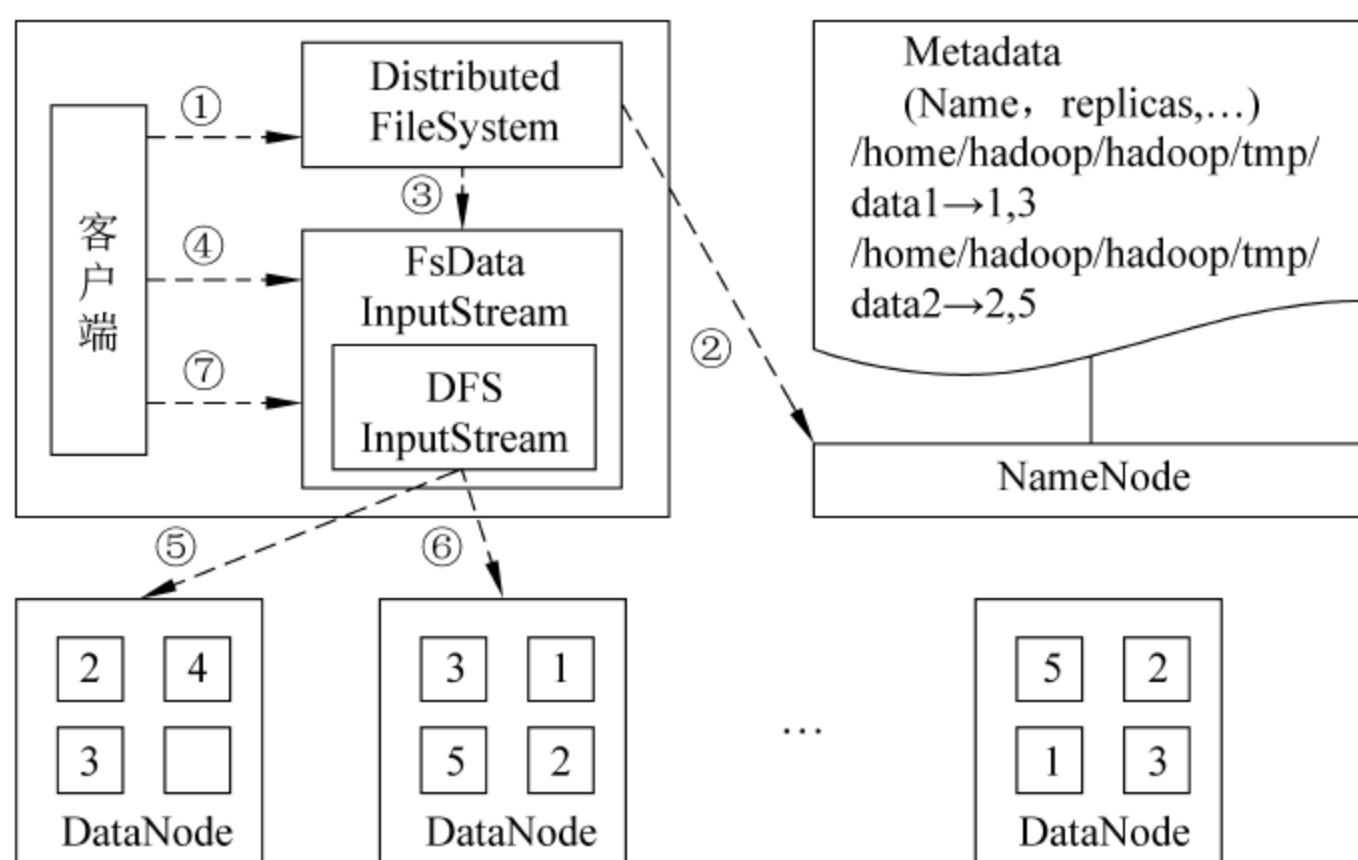 Distributed
FileSystem
①
③
客户端
④
FsData
InputStream
⑦
DFS
InputStream
②
Metadata
(Name，replicas,…)
/home/hadoop/hadoop/tmp/
data1→1,3
/home/hadoop/hadoop/tmp/
data2→2,5
NameNode
⑤
⑥
2 4
3
DataNode
3 1
5 2
DataNode
…
5 2
1 3
DataNode